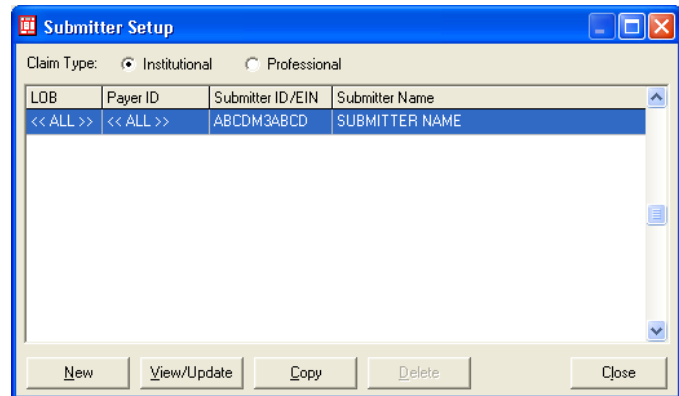 Submitter Setup
Claim Type: Institutional Professional
LOB Payer ID Submitter ID/EIN Submitter Name
<< ALL >> << ALL >> ABCDM3ABCD SUBMITTER NAME
New View/Update Copy Delete Close